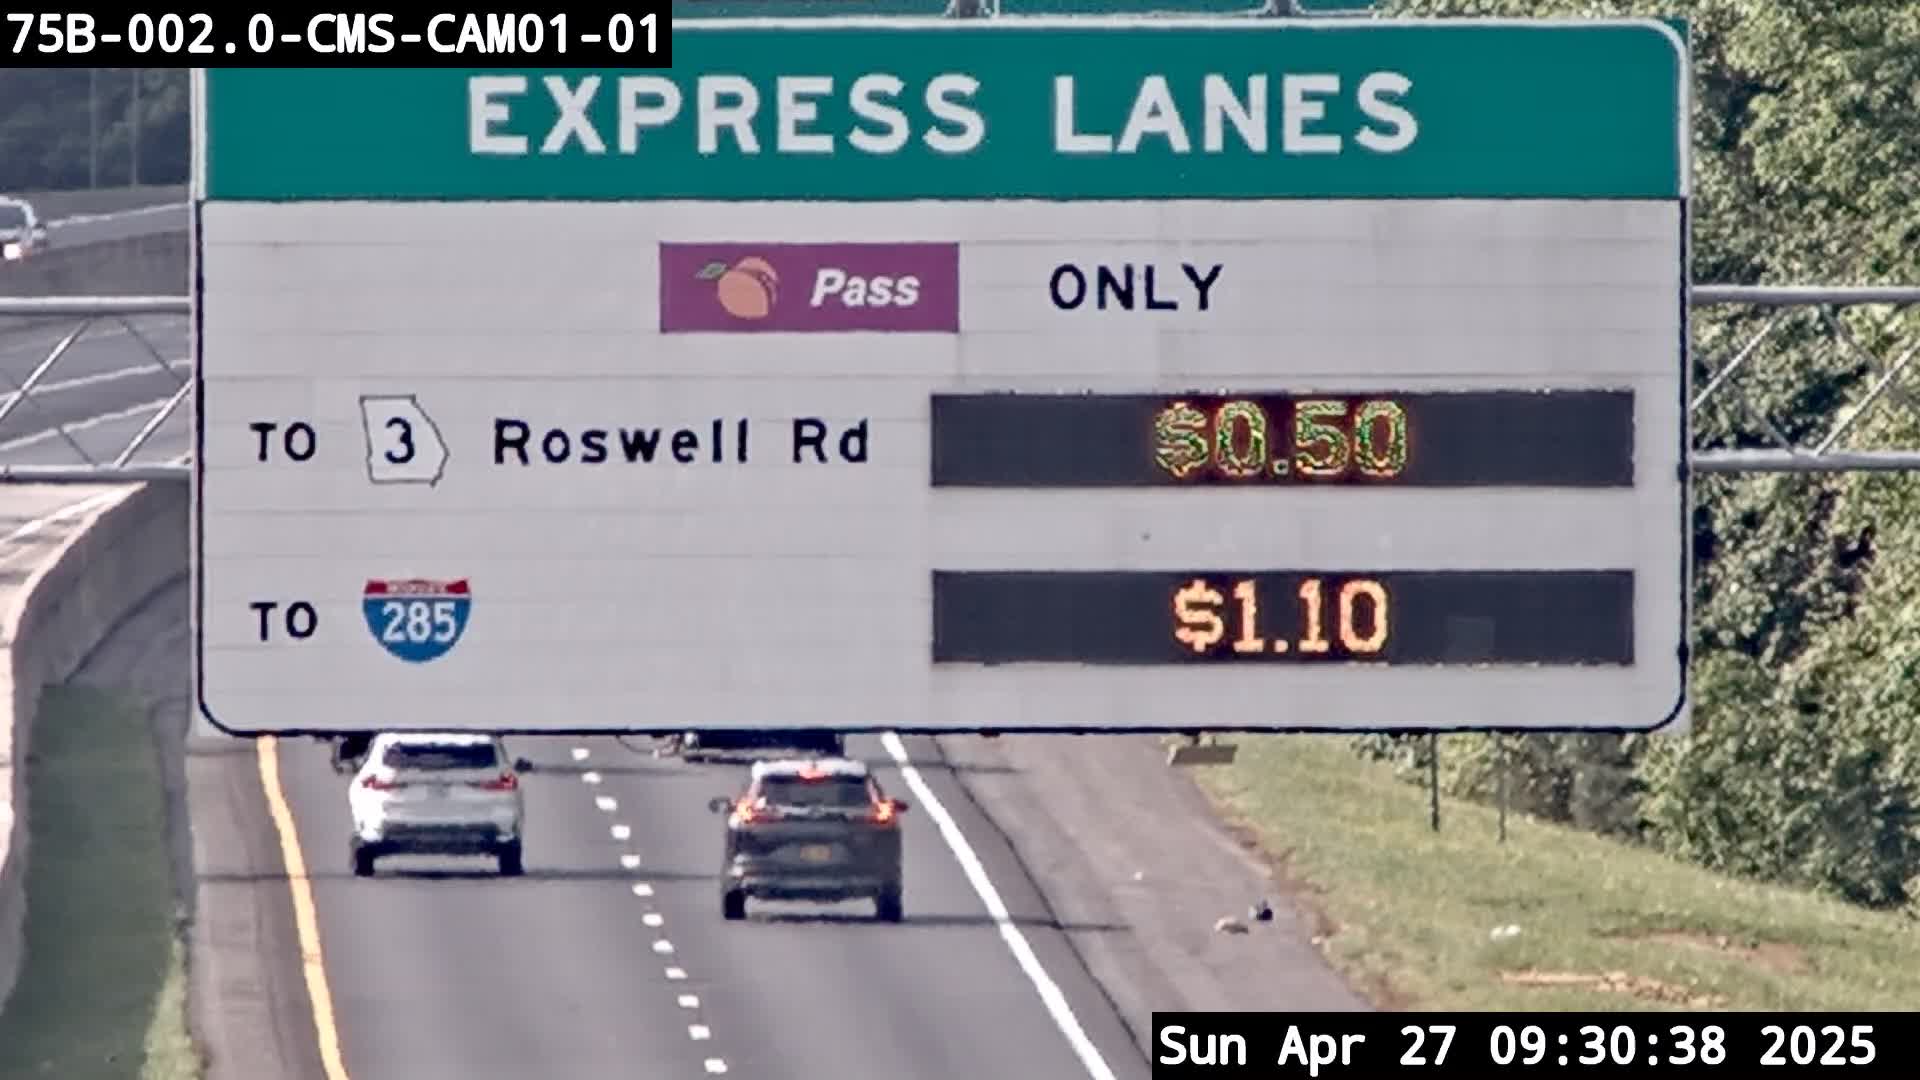 75B-002.0-CMS-CAM01-01
EXPRESS LANES
Pass ONLY
TO 3 Roswell Rd $0.50
TO 285 $1.10
Sun Apr 27 09:30:38 2025